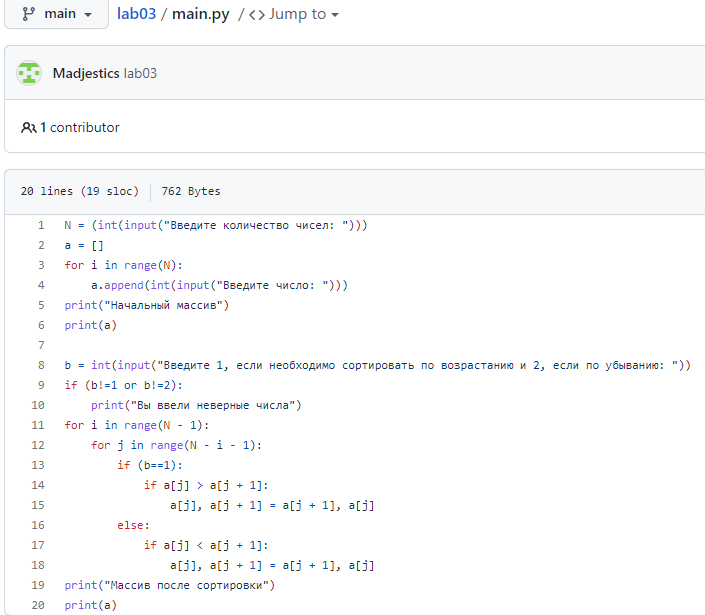 main
lab03 / main.py / <> Jump to
Madjestics lab03
1 contributor
20 lines (19 sloc) 762 Bytes
1 N = (int(input("Введите количество чисел: ")))
2 a = []
3 for i in range(N):
4     a.append(int(input("Введите число: ")))
5 print("Начальный массив")
6 print(a)
7
8 b = int(input("Введите 1, если необходимо сортировать по возрастанию и 2, если по убыванию: "))
9 if (b!=1 or b!=2):
10     print("Вы ввели неверные числа")
11 for i in range(N - 1):
12     for j in range(N - i - 1):
13         if (b==1):
14             if a[j] > a[j + 1]:
15                 a[j], a[j + 1] = a[j + 1], a[j]
16         else:
17             if a[j] < a[j + 1]:
18                 a[j], a[j + 1] = a[j + 1], a[j]
19 print("Массив после сортировки")
20 print(a)